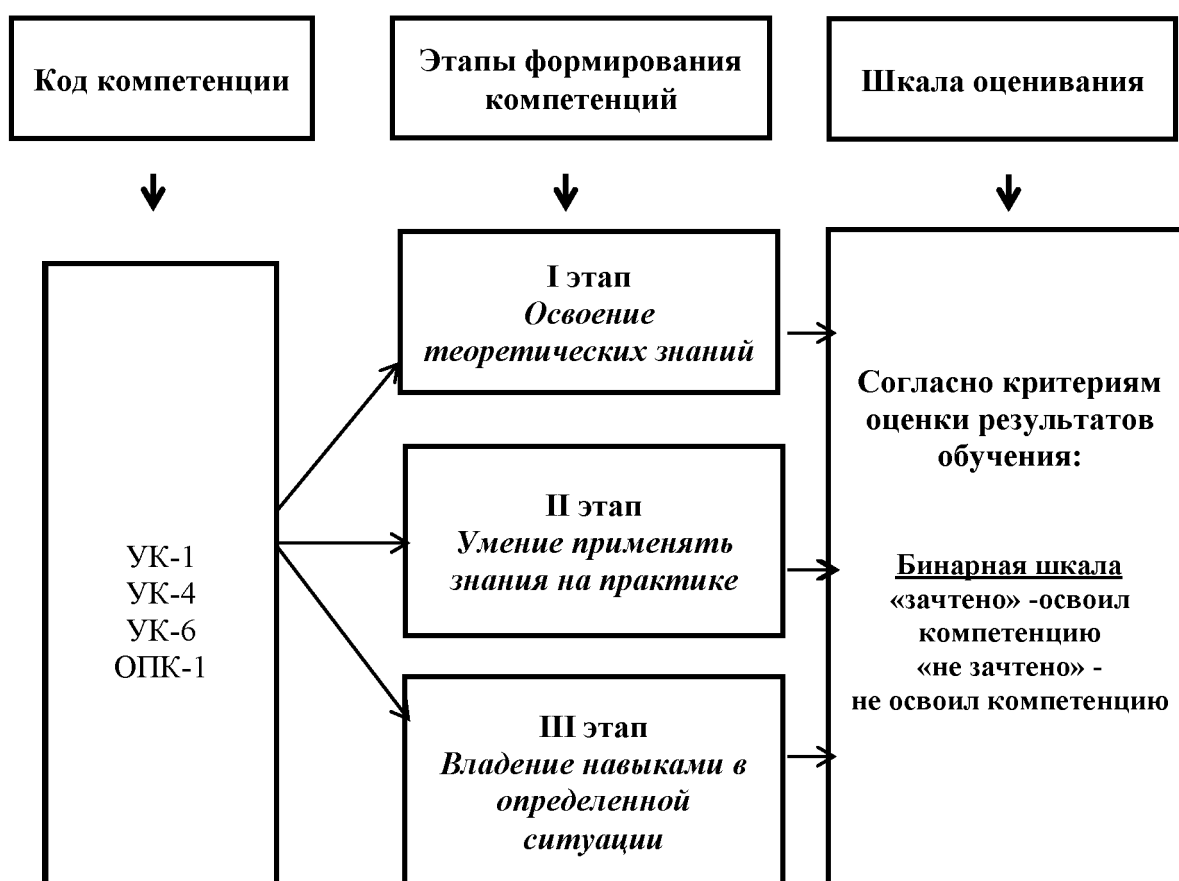 Код компетенции
Этапы формирования
компетенций
Шкала оценивания
УК-1
УК-4
УК-6
ОПК-1
I этап
Освоение
теоретических знаний
II этап
Умение применять
знания на практике
III этап
Владение навыками в
определенной
ситуации
Согласно критериям
оценки результатов
обучения:
Бинарная шкала
«зачтено» -освоил
компетенцию
«не зачтено» -
не освоил компетенцию